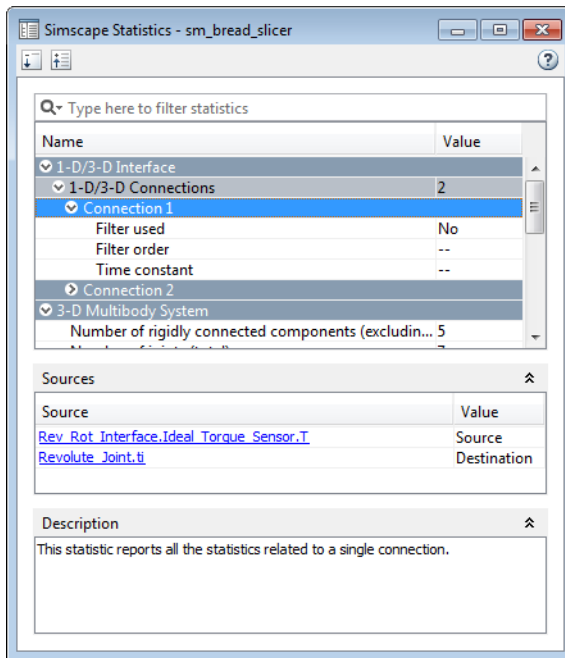 Simscape Statistics - sm_bread_slicer
Type here to filter statistics
Name Value
1-D/3-D Interface
1-D/3-D Connections 2
Connection 1
Filter used No
Filter order --
Time constant --
Connection 2
3-D Multibody System
Number of rigidly connected components (excludin... 5
Sources
Source Value
Rev_Rot_Interface.Ideal_Torque_Sensor.T Source
Revolute_Joint.ti Destination
Description
This statistic reports all the statistics related to a single connection.